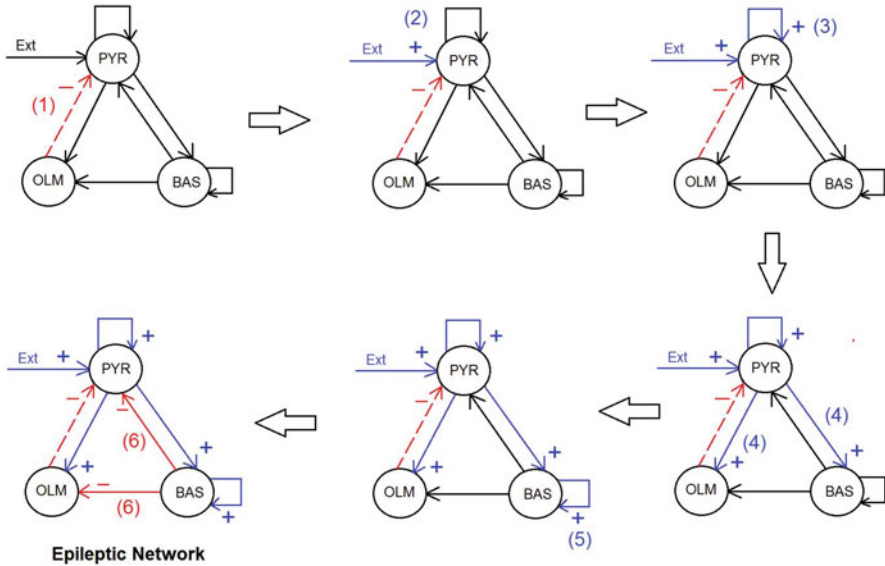 Ext
PYR
(1)
−
OLM
BAS
(2)
Ext
+
PYR
−
OLM
BAS
Ext
+
PYR
+ (3)
−
OLM
BAS
Ext
+
PYR
+
−
−
(6)
+
+
OLM
−
BAS
(6)
+
Epileptic Network
Ext
+
PYR
+
−
+
+
OLM
BAS
+
(5)
Ext
+
PYR
+
−
(4)
(4)
+
+
OLM
BAS